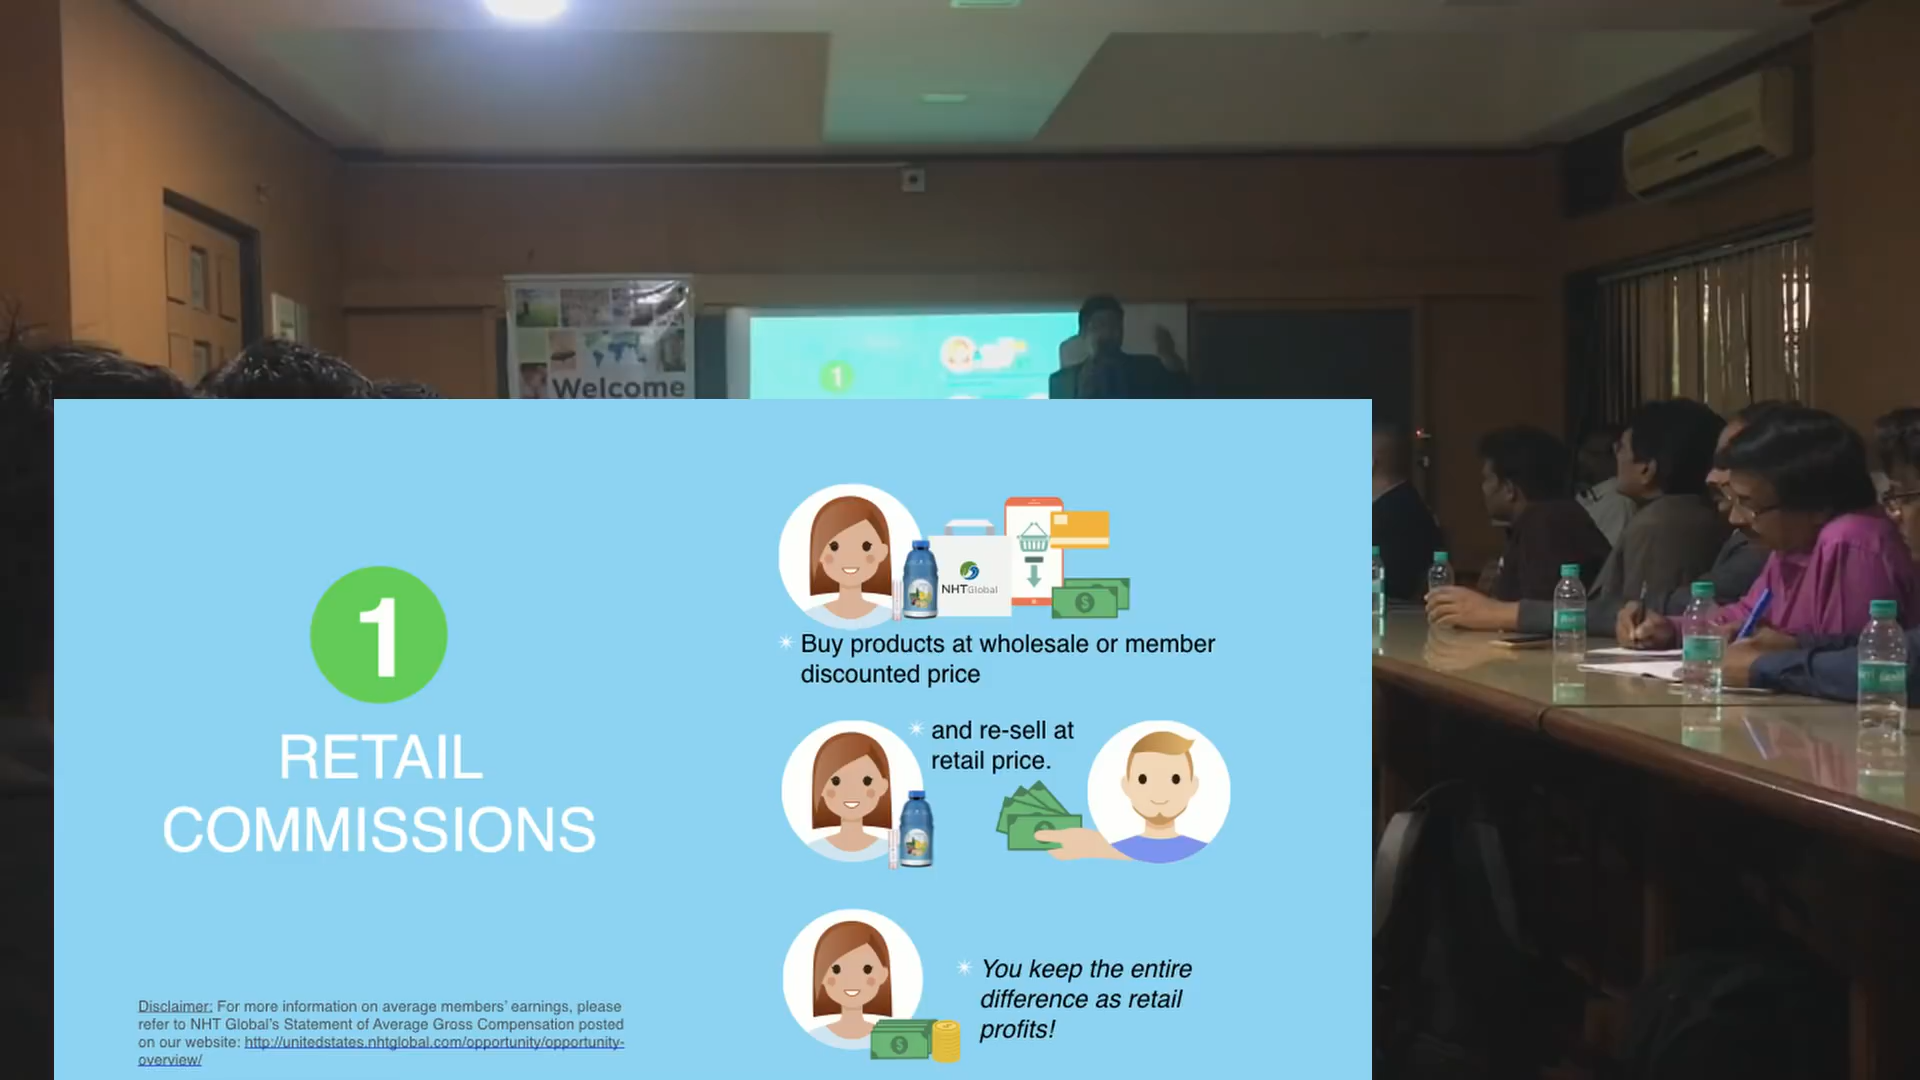 Welcome
1
1
RETAIL
COMMISSIONS
NHTGlobal
Buy products at wholesale or member
discounted price
and re-sell at
retail price.
You keep the entire
difference as retail
profits!
Disclaimer: For more information on average members’ earnings, please
refer to NHT Global’s Statement of Average Gross Compensation posted
on our website: http://unitedstates.nhtglobal.com/opportunity/opportunity-
overview/